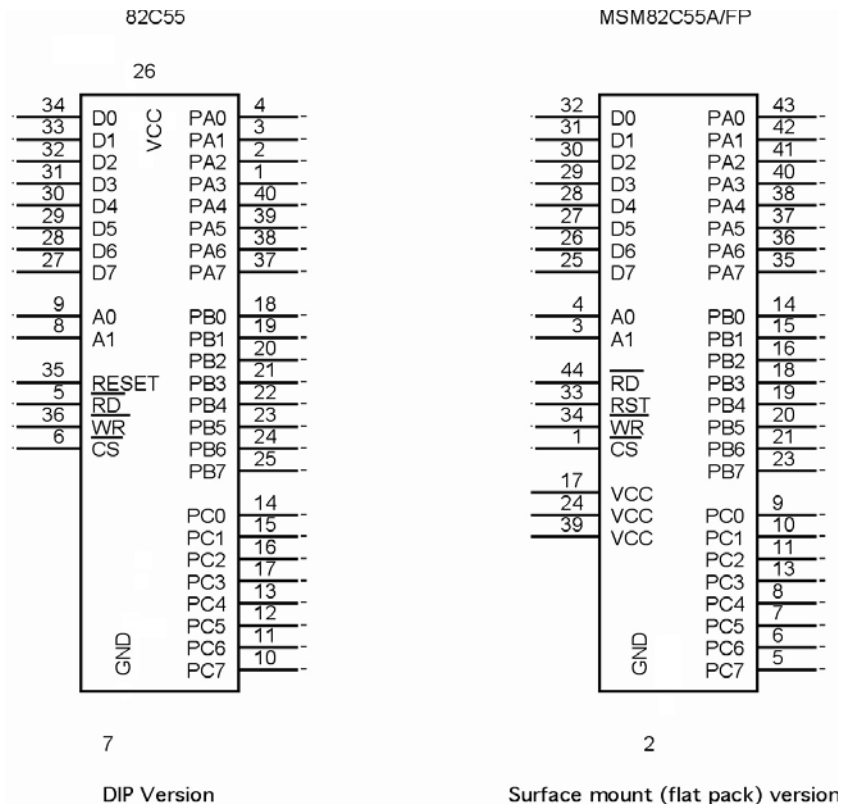 82C55
26
VCC
34 D0 PA0 4
33 D1 PA1 3
32 D2 PA2 2
31 D3 PA3 1
30 D4 PA4 40
29 D5 PA5 39
28 D6 PA6 38
27 D7 PA7 37
9 A0 PB0 18
8 A1 PB1 19
PB2 20
35 RESET PB3 21
5 RD PB4 22
36 WR PB5 23
6 CS PB6 24
PB7 25
PC0 14
PC1 15
PC2 16
PC3 17
PC4 13
PC5 12
PC6 11
PC7 10
GND
7
DIP Version
MSM82C55A/FP
32 D0 PA0 43
31 D1 PA1 42
30 D2 PA2 41
29 D3 PA3 40
28 D4 PA4 38
27 D5 PA5 37
26 D6 PA6 36
25 D7 PA7 35
4 A0 PB0 14
3 A1 PB1 15
PB2 16
44 RD PB3 18
33 RST PB4 19
34 WR PB5 20
1 CS PB6 21
PB7 23
17 VCC
24 VCC PC0 9
39 VCC PC1 10
PC2 11
PC3 13
PC4 8
PC5 7
PC6 6
PC7 5
GND
2
Surface mount (flat pack) version